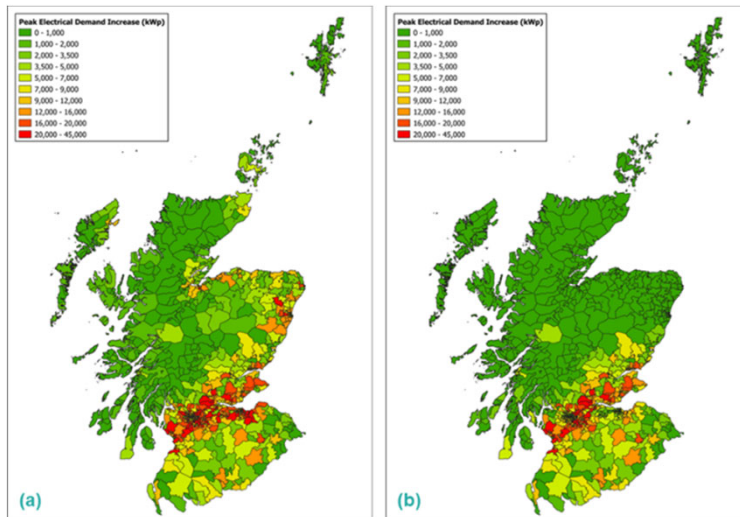 Peak Electrical Demand Increase (kWp)
0 - 1,000
1,000 - 2,000
2,000 - 3,500
3,500 - 5,000
5,000 - 7,000
7,000 - 9,000
9,000 - 12,000
12,000 - 16,000
16,000 - 20,000
20,000 - 45,000
(a)
Peak Electrical Demand Increase (kWp)
0 - 1,000
1,000 - 2,000
2,000 - 3,500
3,500 - 5,000
5,000 - 7,000
7,000 - 9,000
9,000 - 12,000
12,000 - 16,000
16,000 - 20,000
20,000 - 45,000
(b)